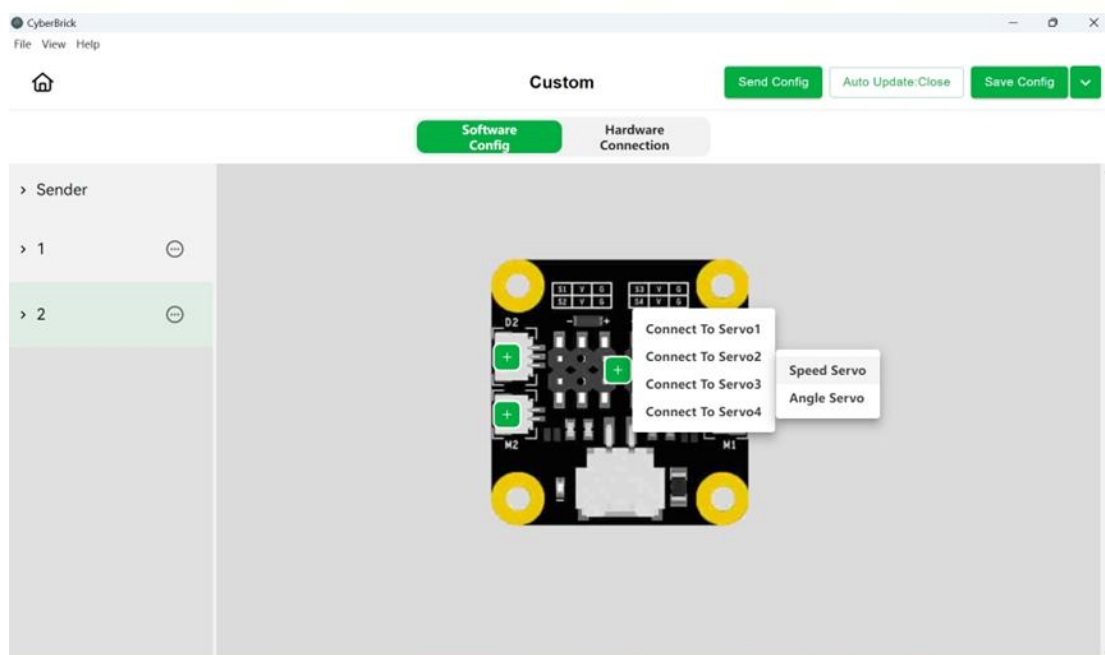 CyberBrick
File View Help
Custom
Send Config
Auto Update:Close
Save Config
Software
Config
Hardware
Connection
Sender
1
2
S1 V G
S2 V G
S3 V G
S4 V G
D2
- +
Connect To Servo1
Connect To Servo2
Connect To Servo3
Connect To Servo4
Speed Servo
Angle Servo
M2
M1